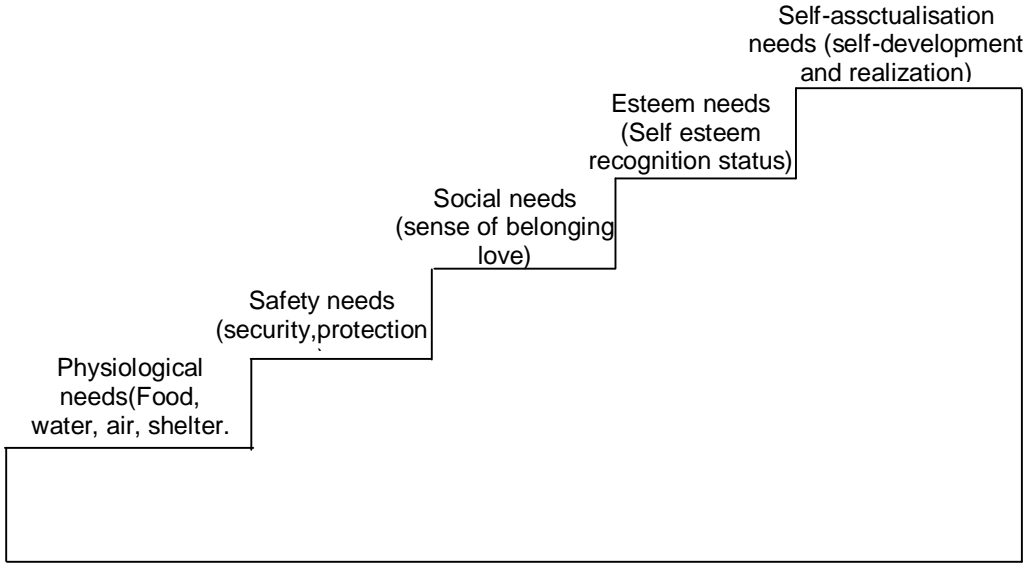 Self-assctualisation
needs (self-development
and realization)
Esteem needs
(Self esteem
recognition status)
Social needs
(sense of belonging
love)
Safety needs
(security,protection
Physiological
needs(Food,
water, air, shelter.